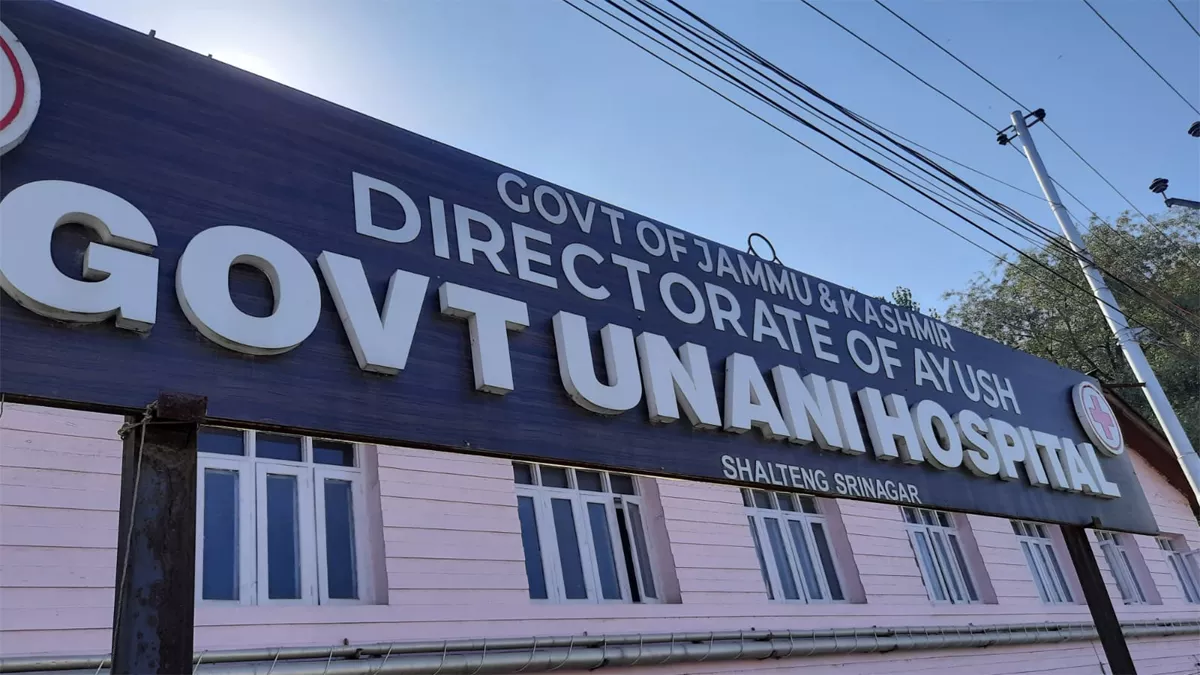 GOVT OF JAMMU & KASHMIR
DIRECTORATE OF AYUSH
GOVT UNANI HOSPITAL
SHALTENG SRINAGAR